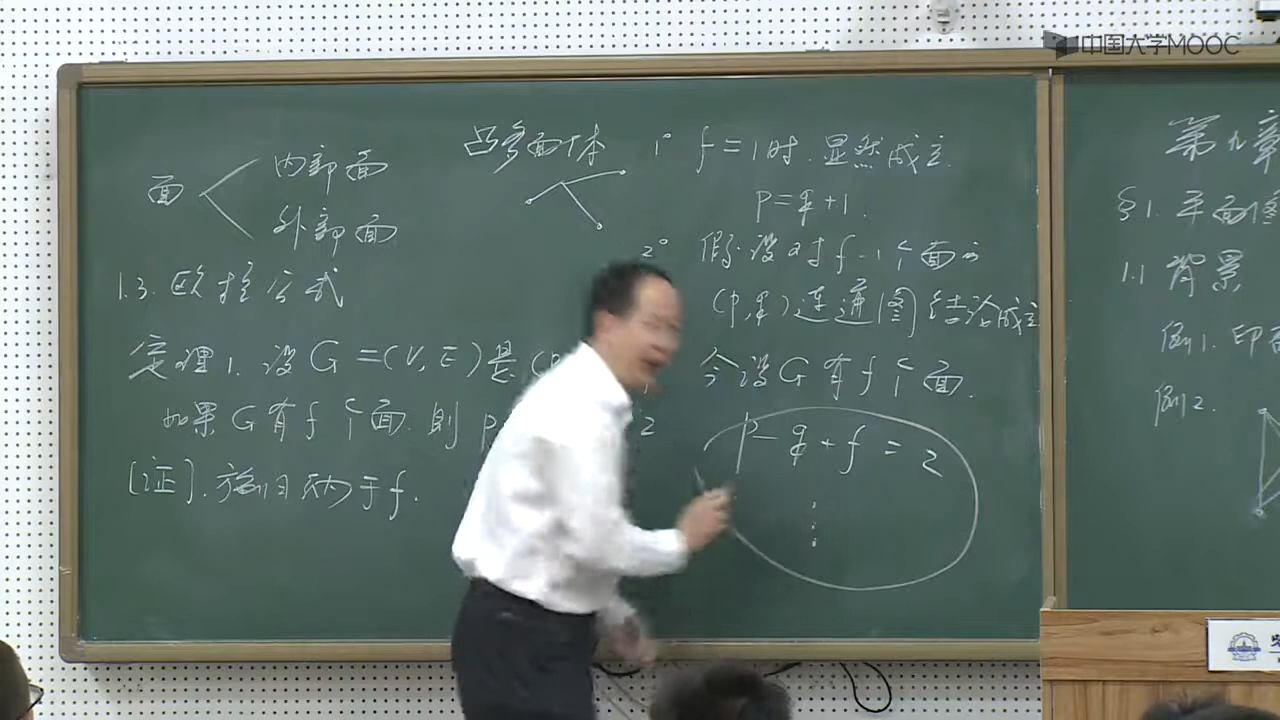 中国大学MOOC
面
内部面
外部面
凸多面体
1.3. 欧拉公式
定理1. 设G=(V,E)是(
如果G有f个面. 则 p 2
[证]. 施归纳于f.
1° f=1时. 显然成立.
p=q+1.
2° 假设对f-1个面的
(p,q)连通图结论成立
今设G有f个面.
p-q+f=2
第九章
§1. 平面图
1.1 背景
例1. 印
例2.